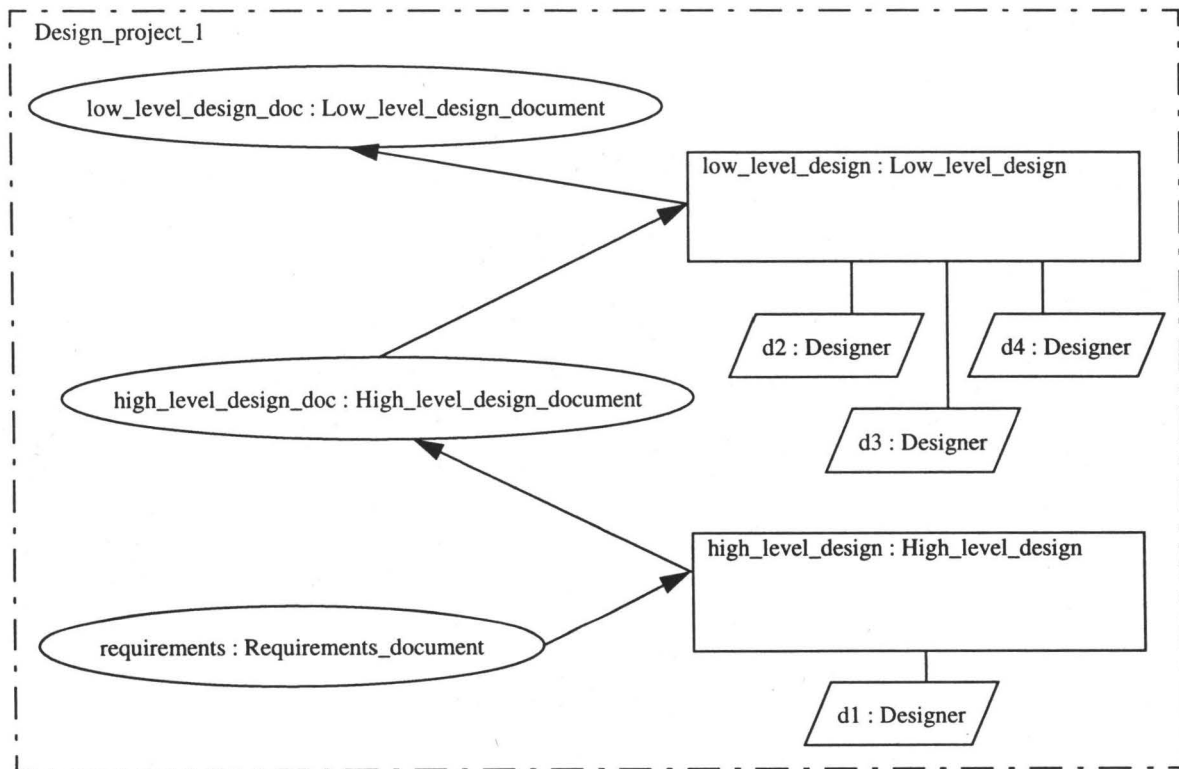 Design_project_1
low_level_design_doc : Low_level_design_document
low_level_design : Low_level_design
d2 : Designer
d4 : Designer
high_level_design_doc : High_level_design_document
d3 : Designer
high_level_design : High_level_design
requirements : Requirements_document
d1 : Designer